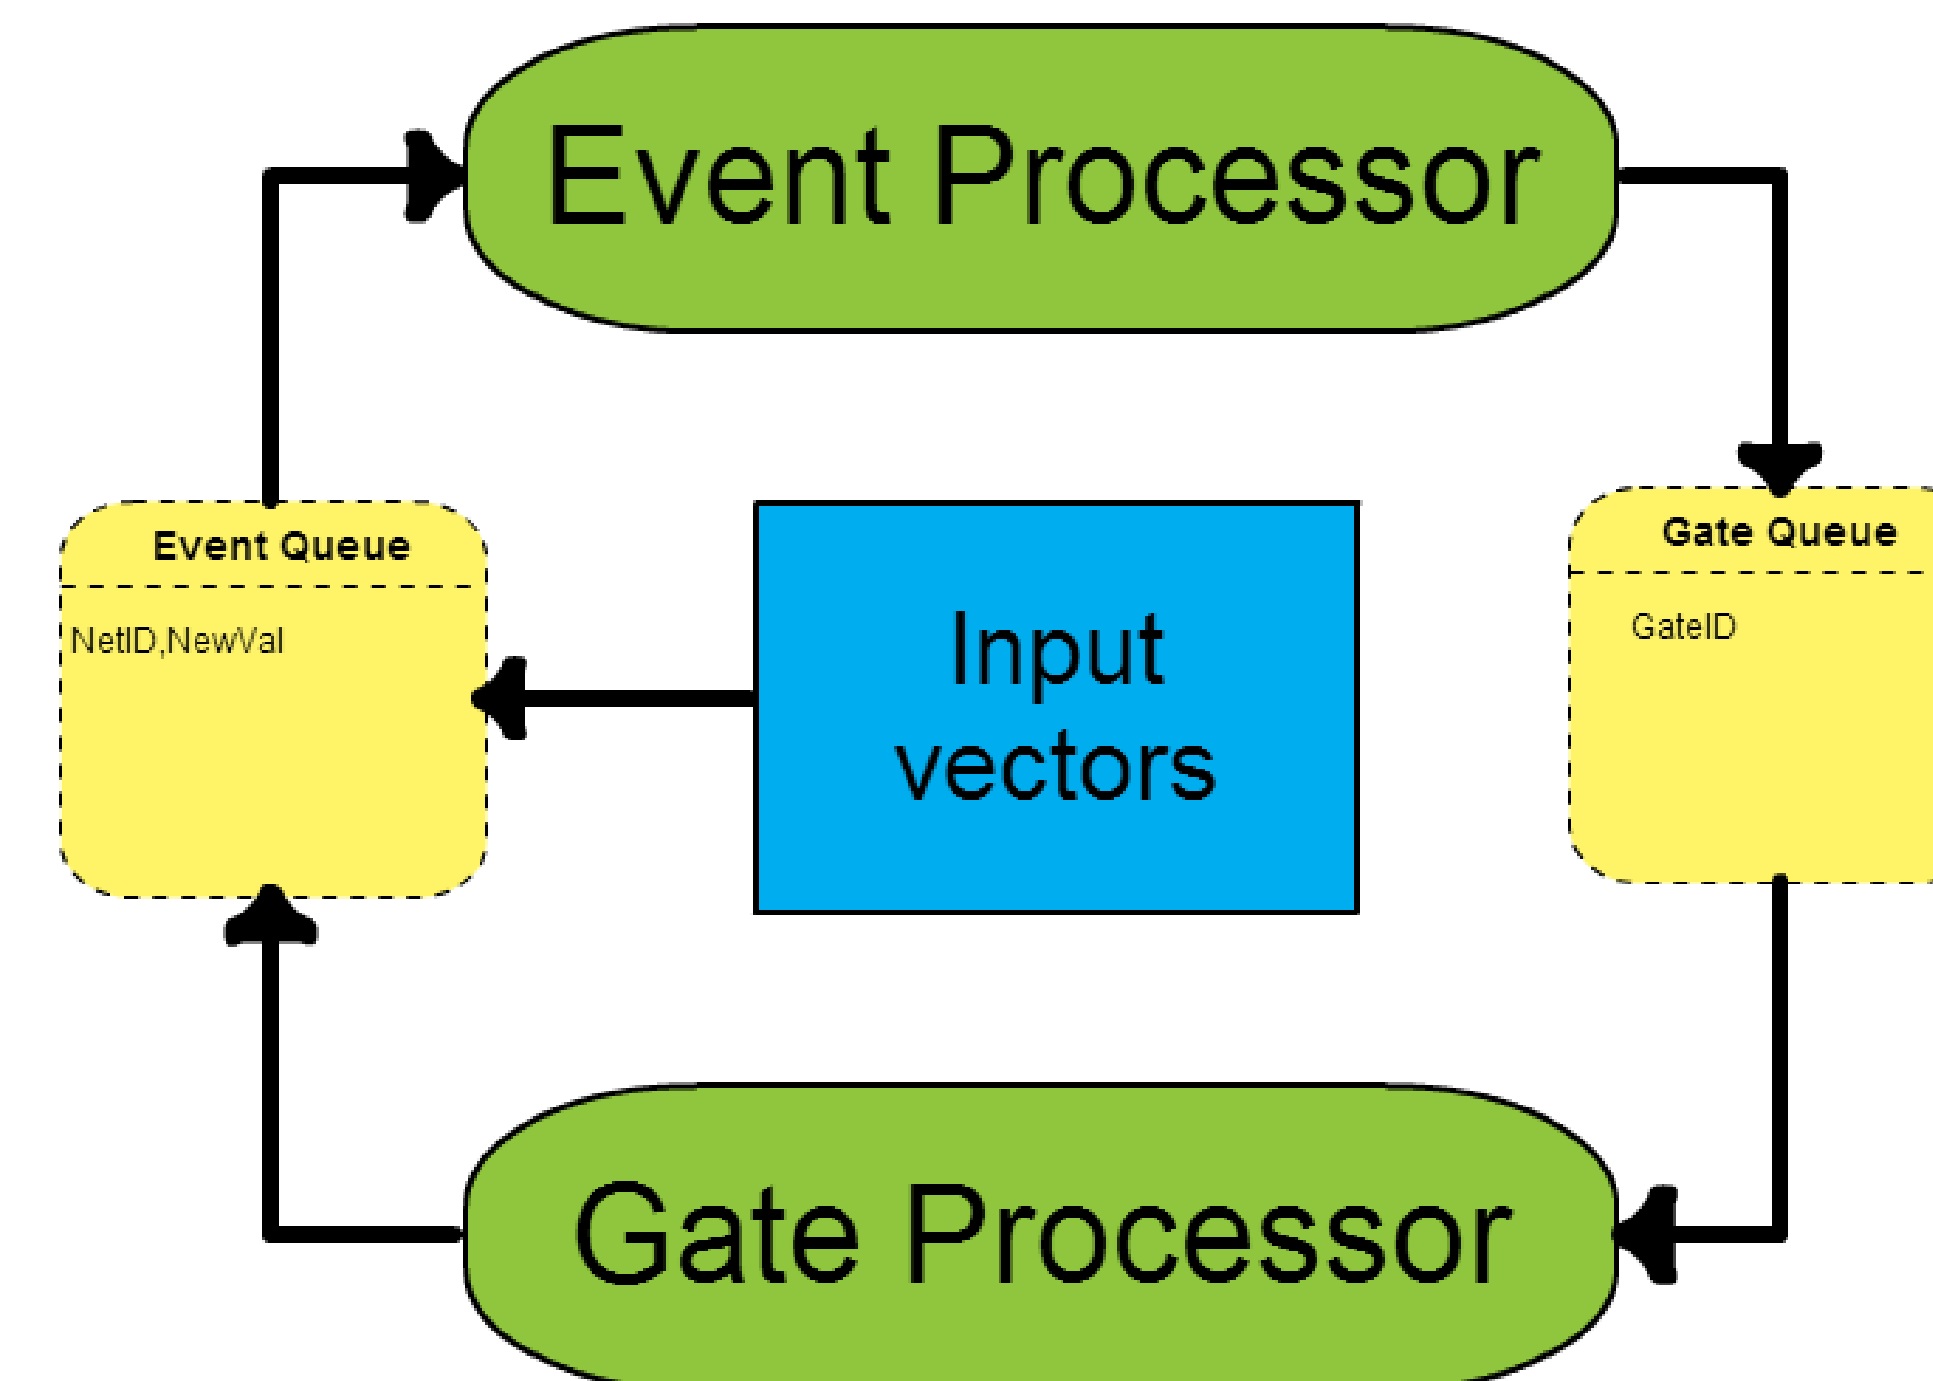 Event Processor
Event Queue
NetID,NewVal
Input
vectors
Gate Queue
GateID
Gate Processor